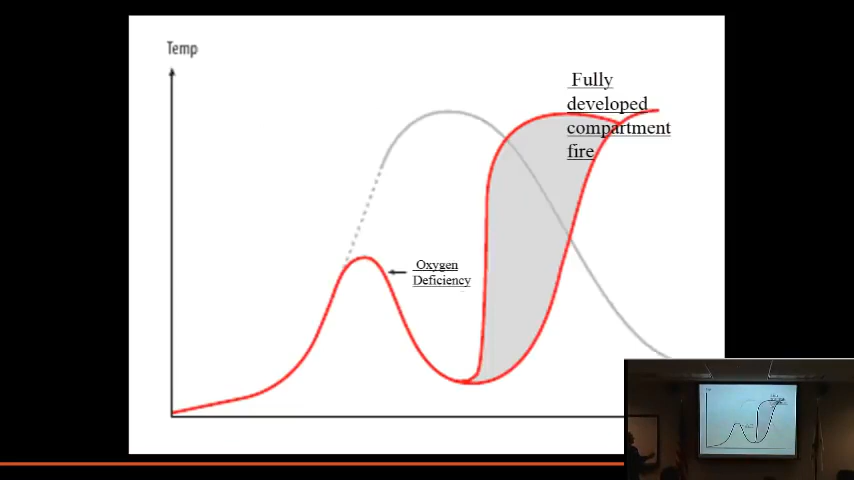 Temp
Fully
developed
compartment
fire
Oxygen
Deficiency